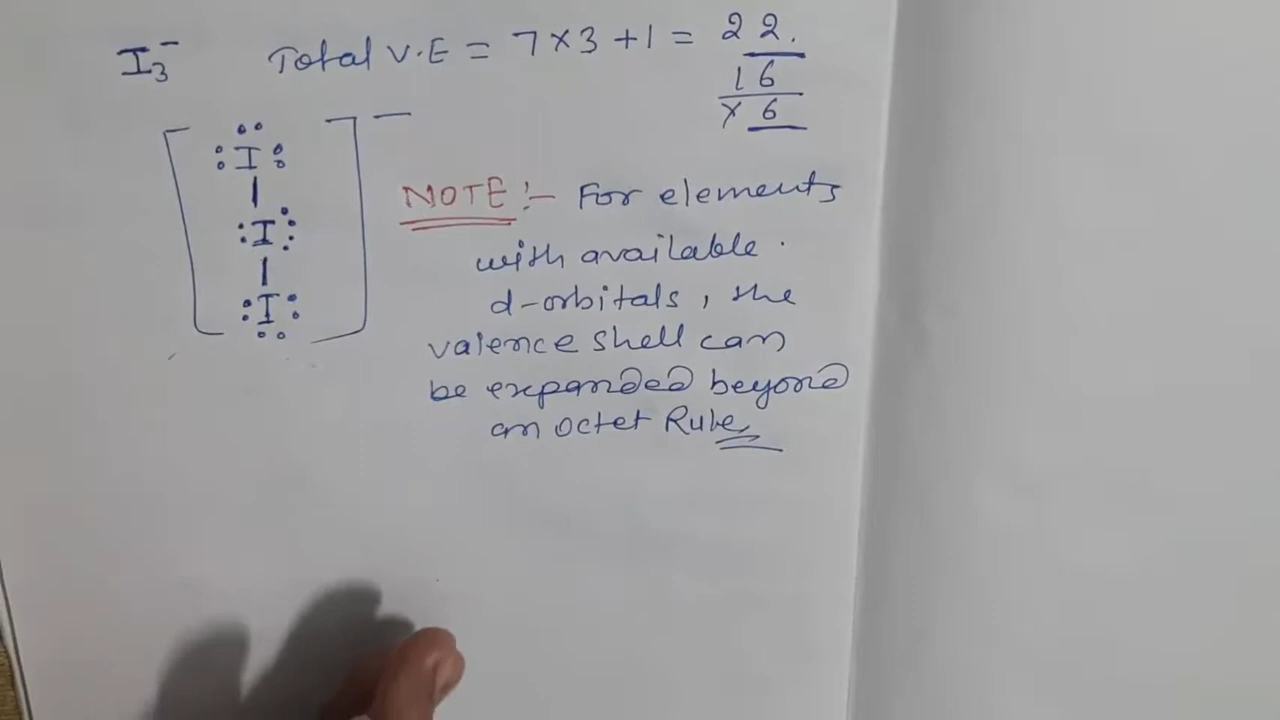 I₃⁻ Total V.E = 7×3 +1 = 22.
16
× 6
I
I
I
NOTE :- For elements
with available
d-orbitals, the
valence shell can
be expanded beyond
an octet Rule